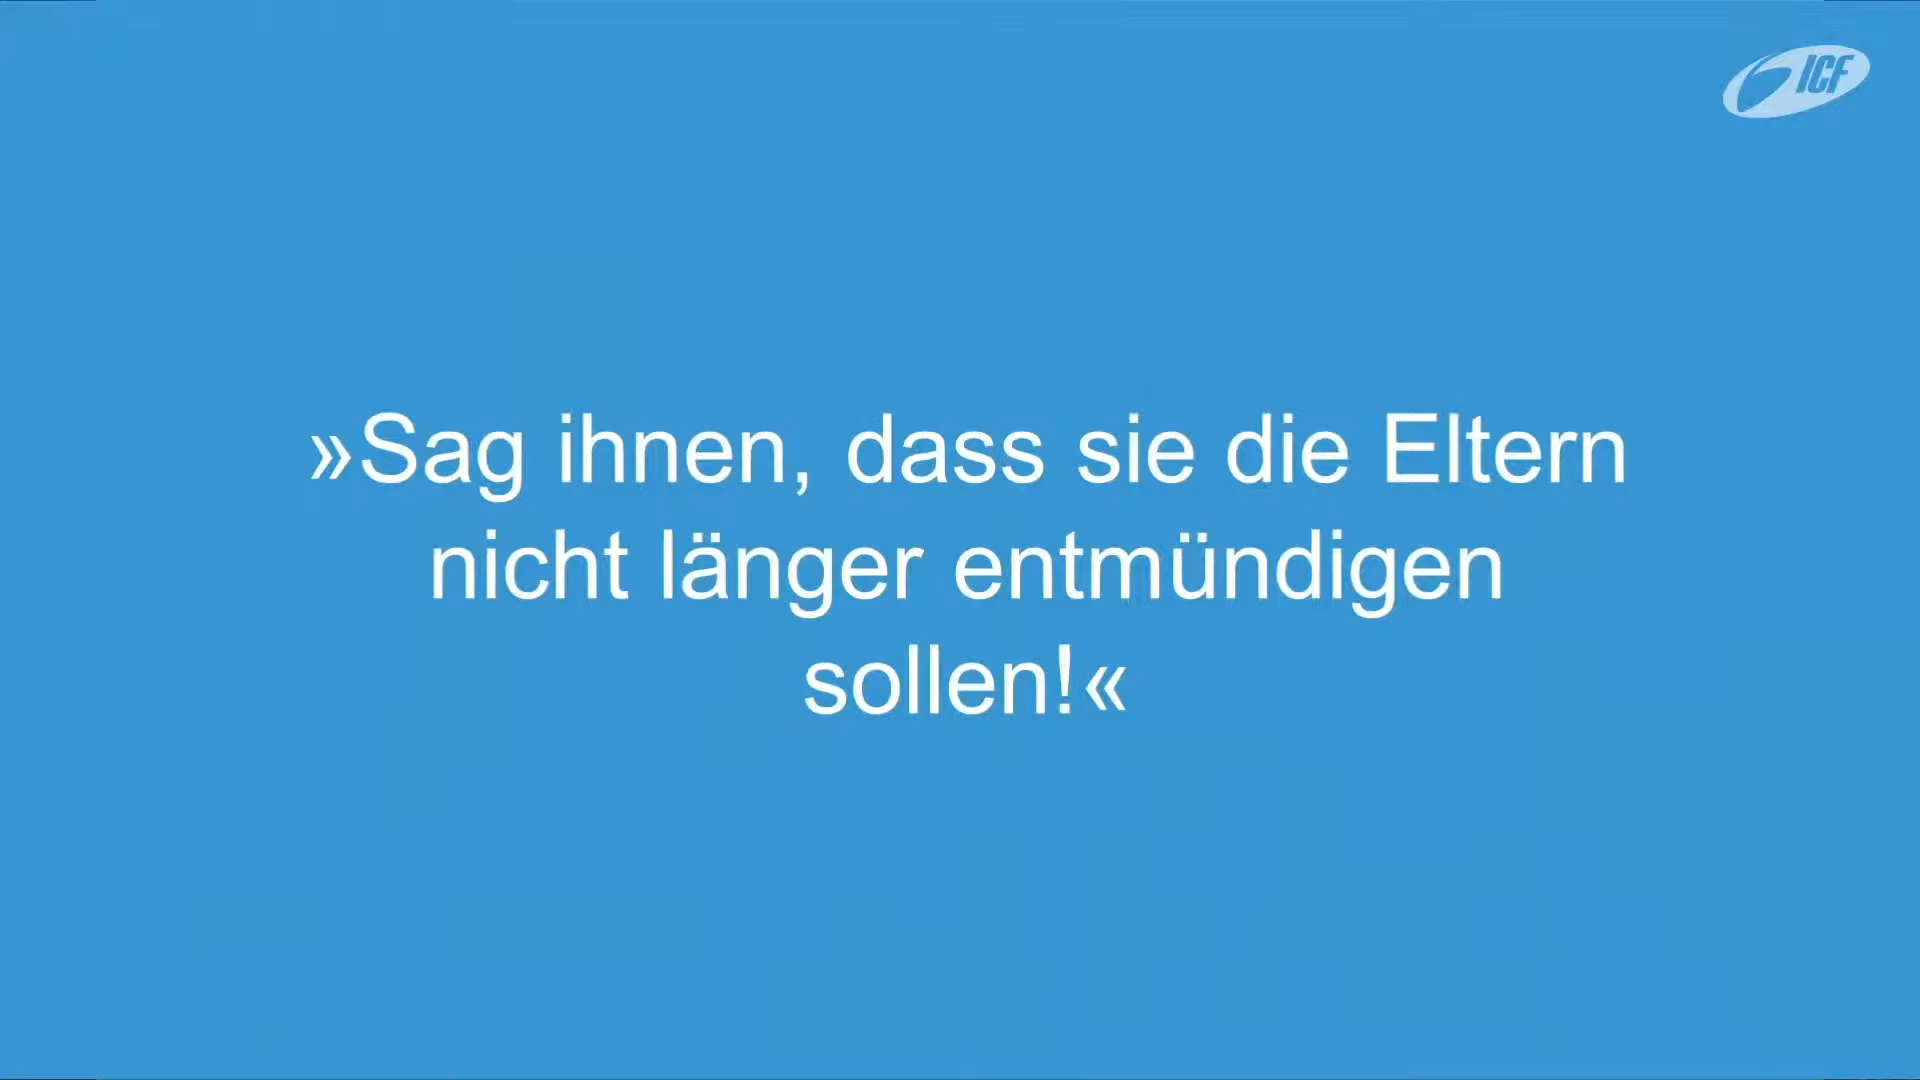 ICF
»Sag ihnen, dass sie die Eltern
nicht länger entmündigen
sollen!«